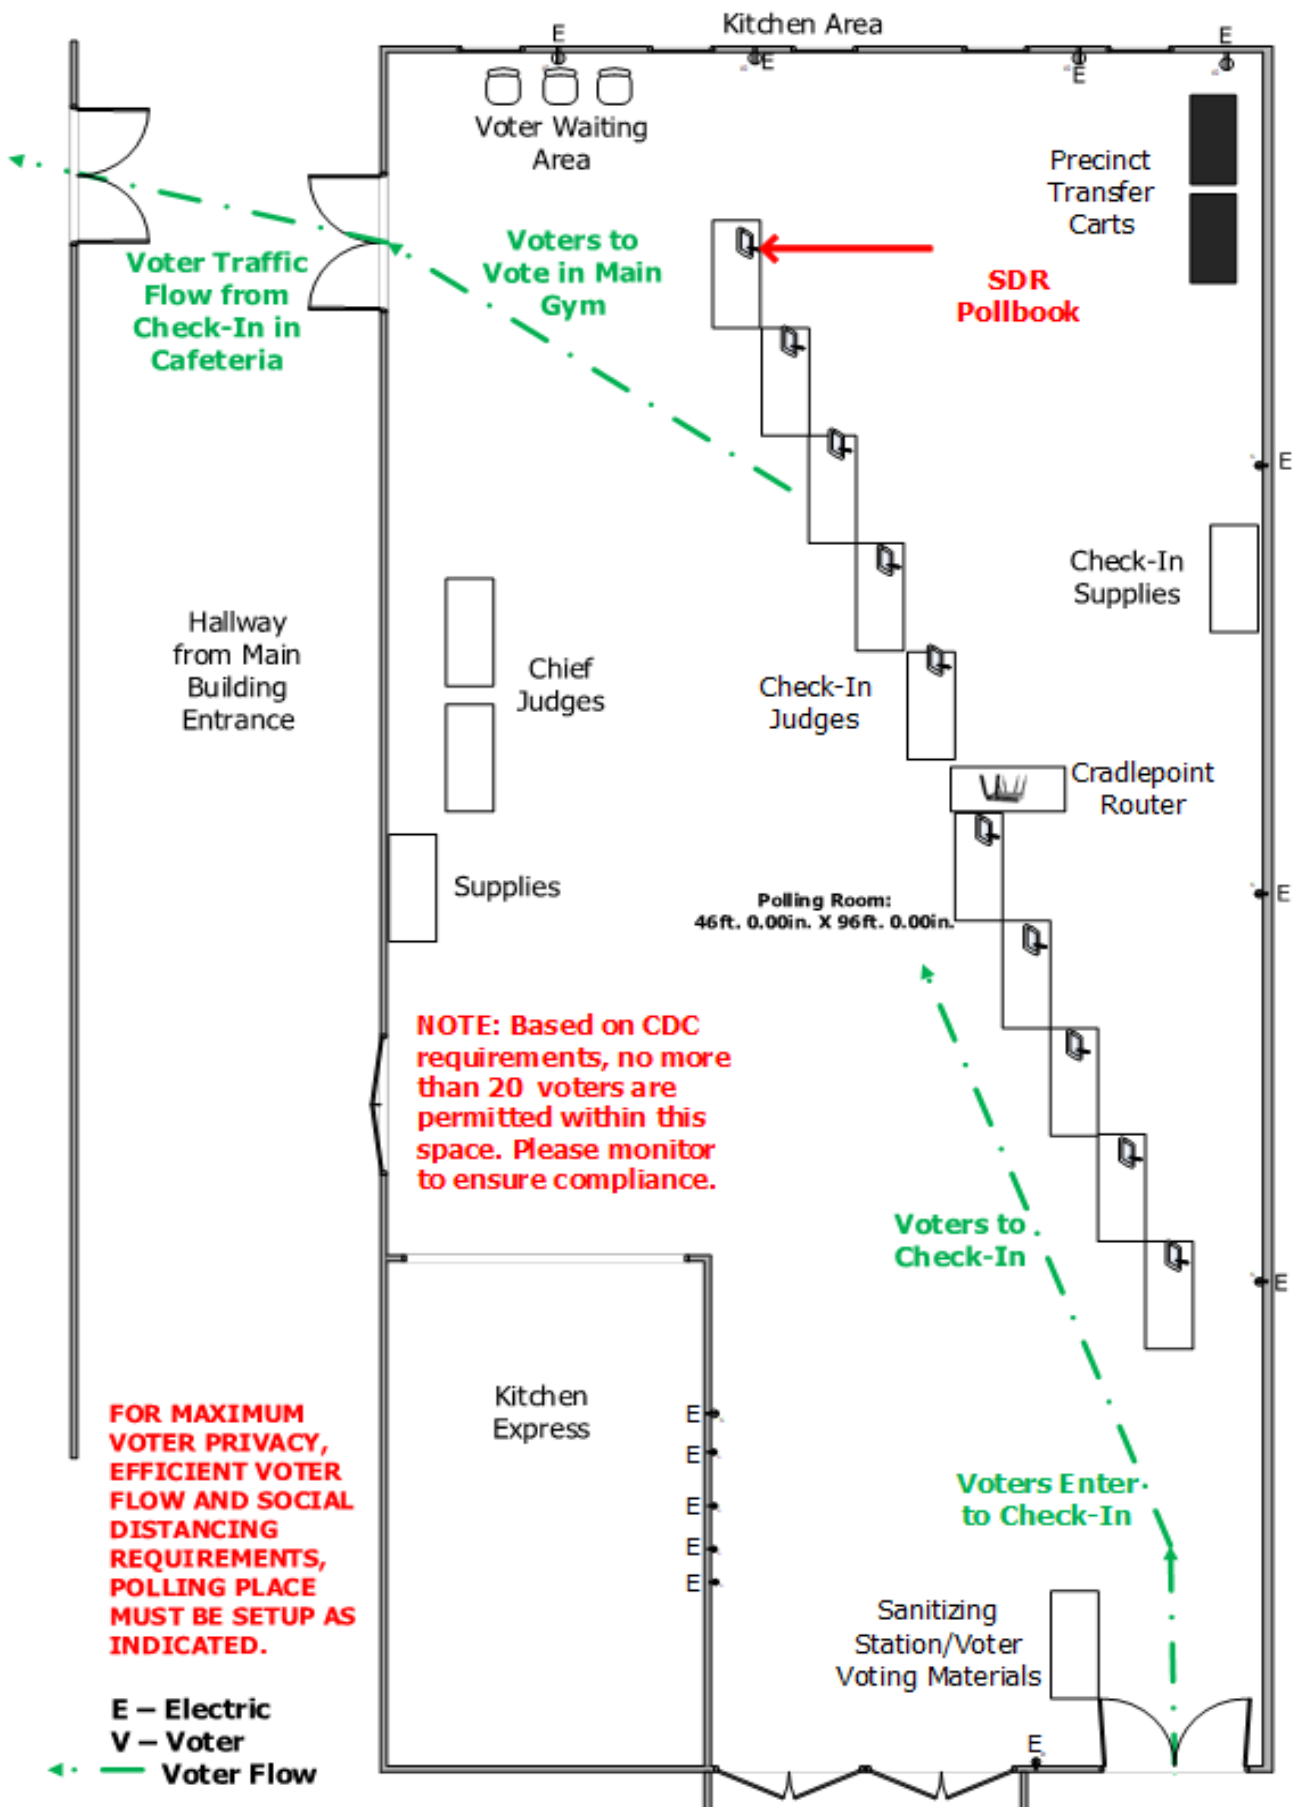 Kitchen Area
E
E
E
E
Voter Waiting
Area
Precinct
Transfer
Carts
Voters to
Vote in Main
Gym
SDR
Pollbook
Voter Traffic
Flow from
Check-In in
Cafeteria
E
Check-In
Supplies
Hallway
from Main
Building
Entrance
Chief
Judges
Check-In
Judges
Cradlepoint
Router
Supplies
Polling Room:
46ft. 0.00in. X 96ft. 0.00in.
E
NOTE: Based on CDC
requirements, no more
than 20 voters are
permitted within this
space. Please monitor
to ensure compliance.
Voters to
Check-In
E
Kitchen
Express
E
E
E
E
E
Voters Enter
to Check-In
FOR MAXIMUM
VOTER PRIVACY,
EFFICIENT VOTER
FLOW AND SOCIAL
DISTANCING
REQUIREMENTS,
POLLING PLACE
MUST BE SETUP AS
INDICATED.
Sanitizing
Station/Voter
Voting Materials
E
E – Electric
V – Voter
Voter Flow